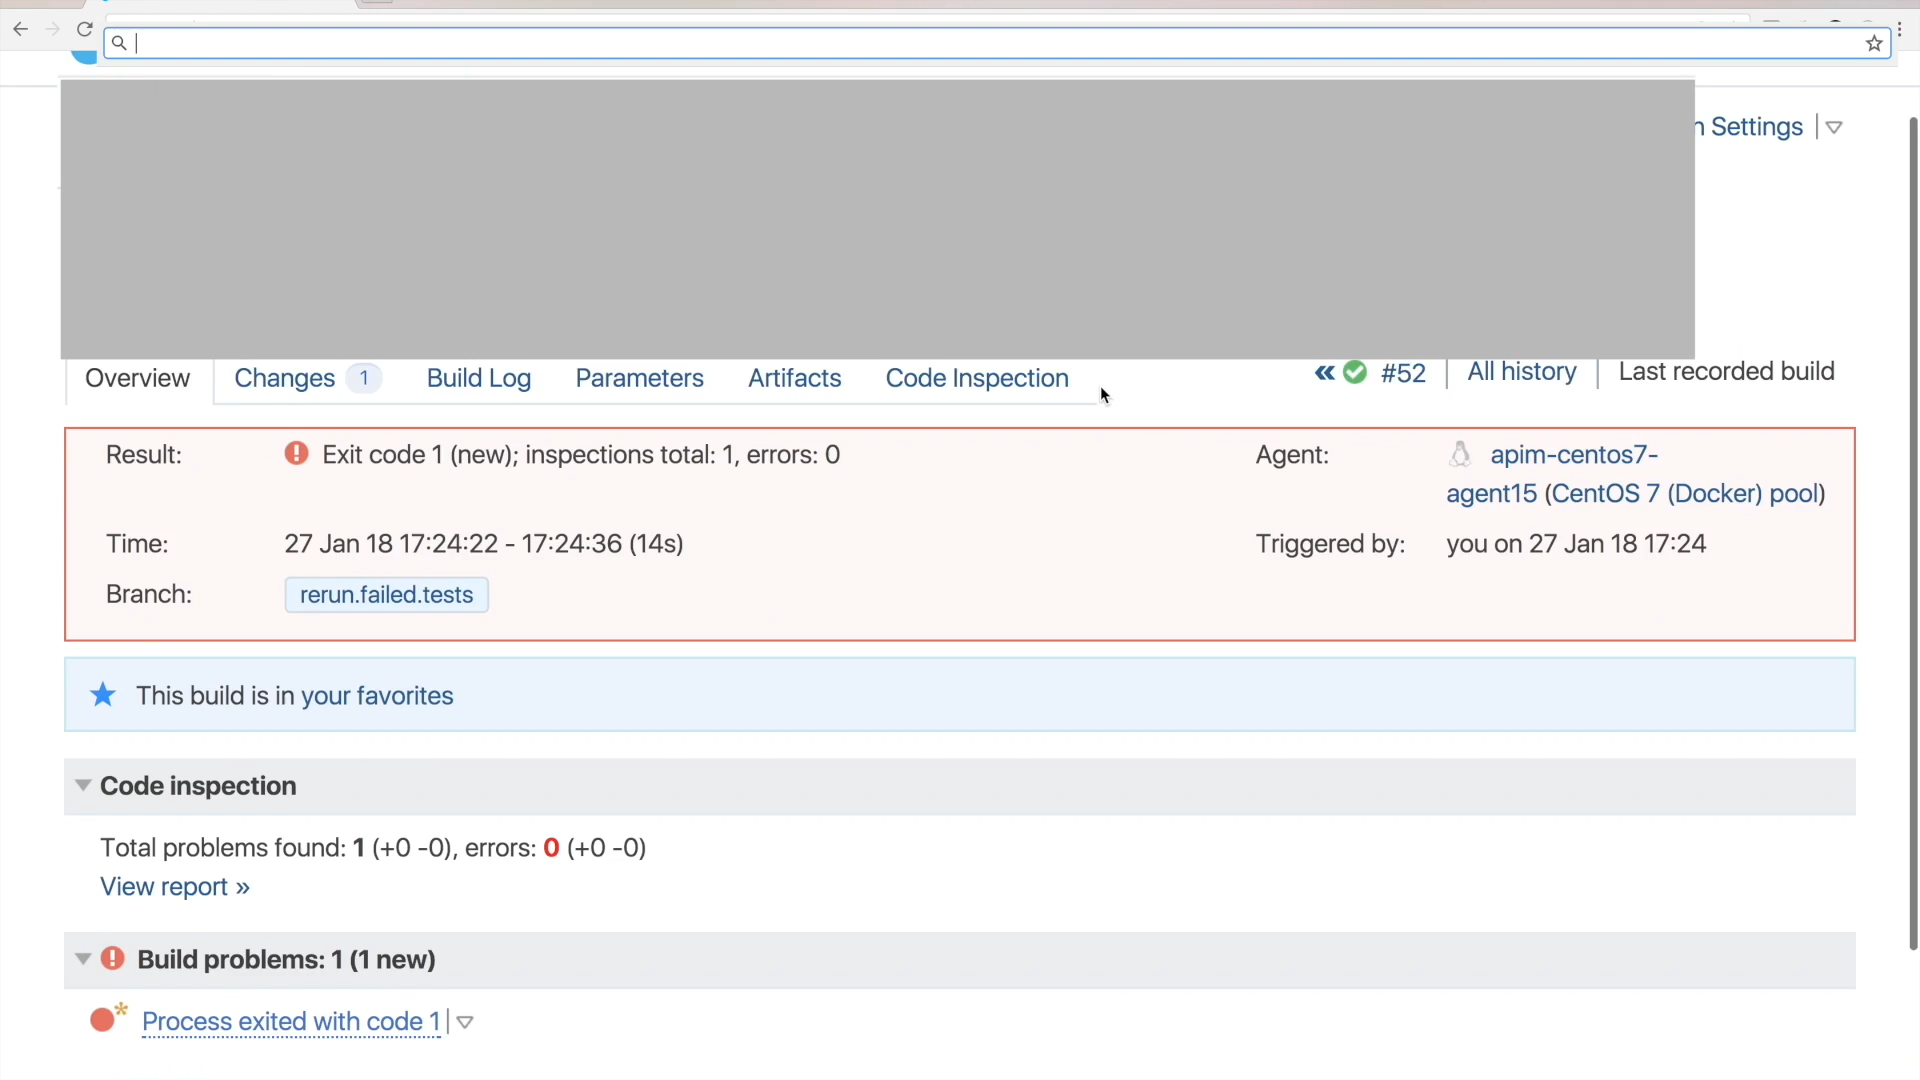 Settings
Overview Changes 1 Build Log Parameters Artifacts Code Inspection « #52 All history Last recorded build
Result: Exit code 1 (new); inspections total: 1, errors: 0 Agent: apim-centos7-
agent15 (CentOS 7 (Docker) pool)
Time: 27 Jan 18 17:24:22 - 17:24:36 (14s) Triggered by: you on 27 Jan 18 17:24
Branch: rerun.failed.tests
This build is in your favorites
Code inspection
Total problems found: 1 (+0 -0), errors: 0 (+0 -0)
View report »
Build problems: 1 (1 new)
Process exited with code 1